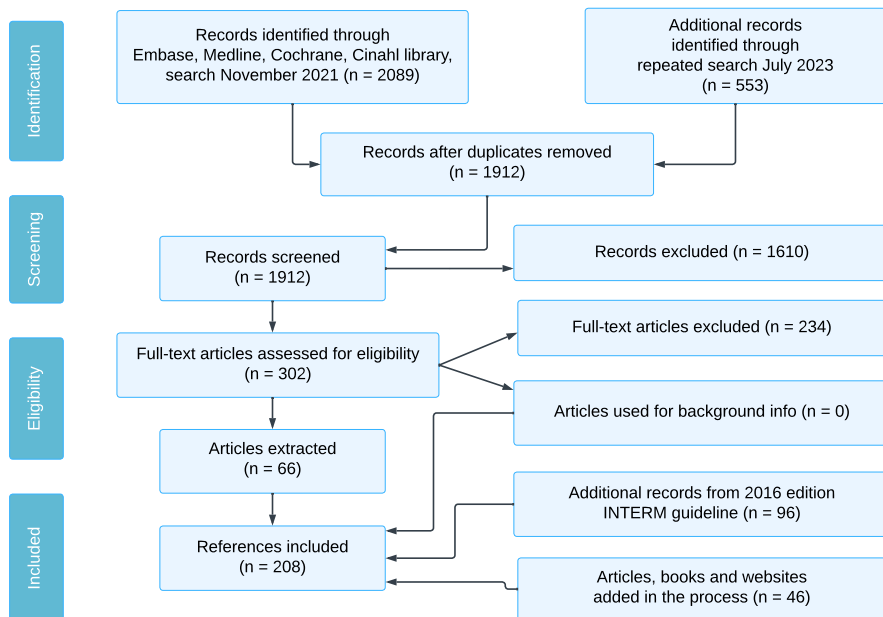 Identification
Records identified through
Embase, Medline, Cochrane, Cinahl library,
search November 2021 (n = 2089)
Additional records
identified through
repeated search July 2023
(n = 553)
Records after duplicates removed
(n = 1912)
Screening
Records screened
(n = 1912)
Records excluded (n = 1610)
Eligibility
Full-text articles assessed for eligibility
(n = 302)
Full-text articles excluded (n = 234)
Articles used for background info (n = 0)
Articles extracted
(n = 66)
Included
Additional records from 2016 edition
INTERM guideline (n = 96)
References included
(n = 208)
Articles, books and websites
added in the process (n = 46)